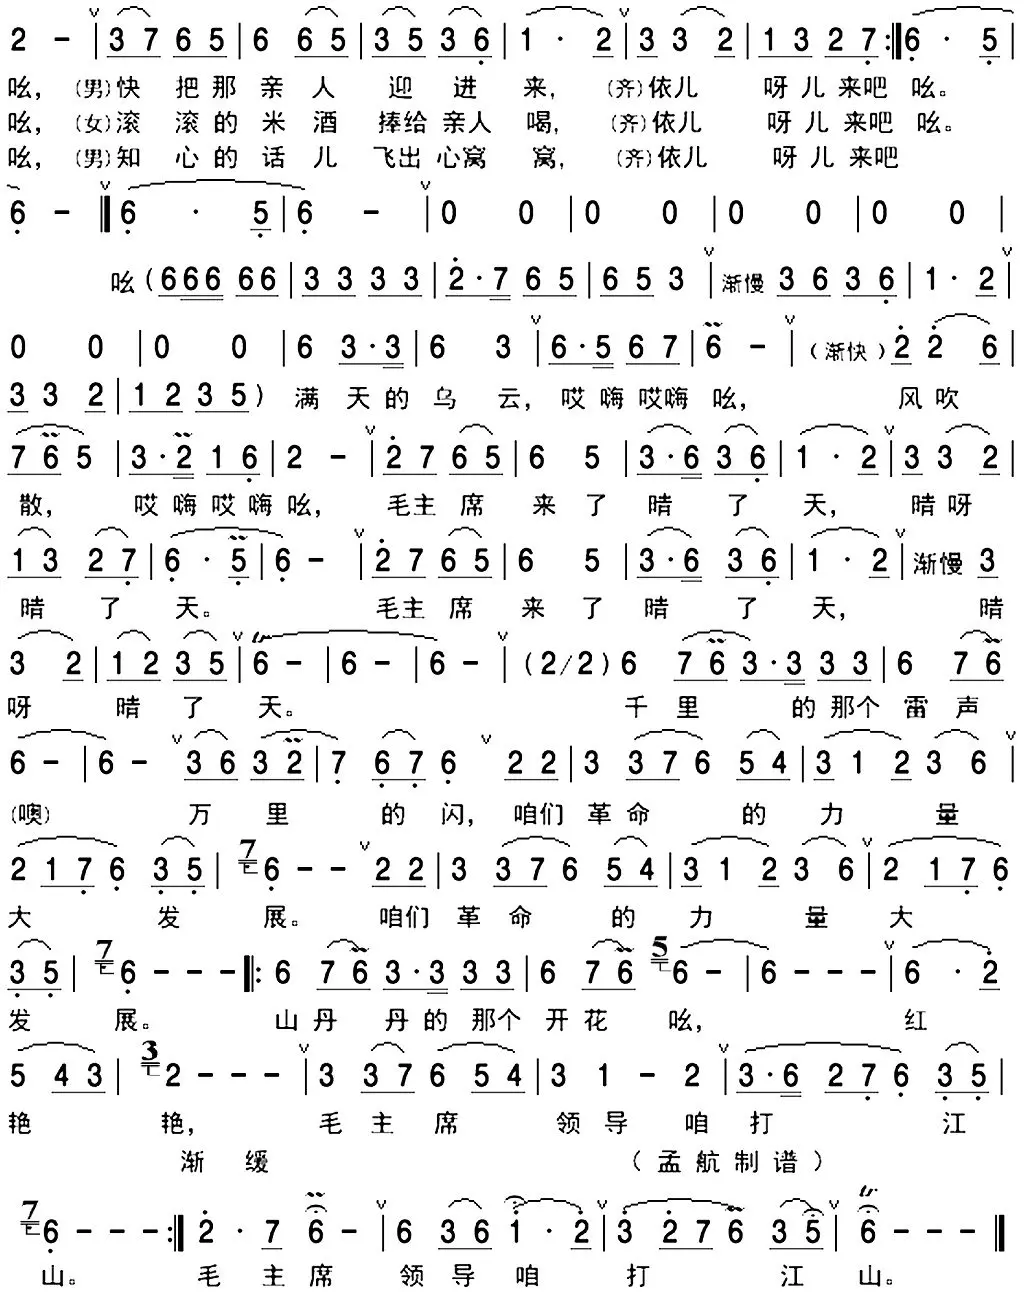 2 - | 3 7 6 5 | 6 6 5 | 3 5 3 6 | 1 · 2 | 3 3 2 | 1 3 2 7 :‖ 6 · 5 |
吆,（男）快 把 那 亲 人 迎 进 来,（齐）依儿 呀 儿 来吧 吆。
吆,（女）滚 滚 的 米 酒 捧给 亲人 喝,（齐）依儿 呀 儿 来吧 吆。
吆,（男）知 心 的 话 儿 飞出 心窝 窝,（齐）依儿 呀 儿 来吧
6 - ‖ 6 · 5 | 6 - | 0 0 | 0 0 | 0 0 | 0 0 |
吆（6 6 6 6 6 | 3 3 3 3 | 2 · 7 6 5 | 6 5 3 | 渐慢 3 6 3 6 | 1 · 2 |
0 0 | 0 0 | 6 3 · 3 | 6 3 | 6 · 5 6 7 | 6 - |（渐快）2 2 6
3 3 2 | 1 2 3 5 ) 满 天 的 乌 云, 哎 嗨 哎嗨 吆, 风 吹
7 6 5 | 3 · 2 1 6 | 2 - | 2 7 6 5 | 6 5 | 3 · 6 3 6 | 1 · 2 | 3 3 2 |
散, 哎 嗨 哎 嗨 吆, 毛主 席 来 了 晴 了 天, 晴 呀
1 3 2 7 | 6 · 5 | 6 - | 2 7 6 5 | 6 5 | 3 · 6 3 6 | 1 · 2 | 渐慢 3
晴 了 天。 毛主 席 来 了 晴 了 天, 晴
3 2 | 1 2 3 5 | 6 - | 6 - | 6 - | (2/2) 6 7 6 3 · 3 3 3 | 6 7 6
呀 晴 了 天。 千 里 的 那个 雷 声
6 - | 6 - 3 6 3 2 | 7 6 7 6 2 2 | 3 3 7 6 5 4 | 3 1 2 3 6 |
(噢) 万 里 的 闪, 咱们 革 命 的 力 量
2 1 7 6 3 5 | 7 6 - - 2 2 | 3 3 7 6 5 4 | 3 1 2 3 6 | 2 1 7 6
大 发 展。 咱们 革 命 的 力 量 大
3 5 | 7 6 - - - ‖: 6 7 6 3 · 3 3 3 | 6 7 6 5 6 - | 6 - - - | 6 · 2
发 展。 山 丹 丹 的 那个 开 花 吆, 红
5 4 3 | 3 2 - - - | 3 3 7 6 5 4 | 3 1 - 2 | 3 · 6 2 7 6 3 5 |
艳 艳, 毛 主 席 领 导 咱 打 江
渐 缓 （孟航制谱）
7 6 - - - :‖ 2 · 7 6 - | 6 3 6 1 · 2 | 3 2 7 6 3 5 | 6 - - ‖
山。 毛 主 席 领 导 咱 打 江 山。